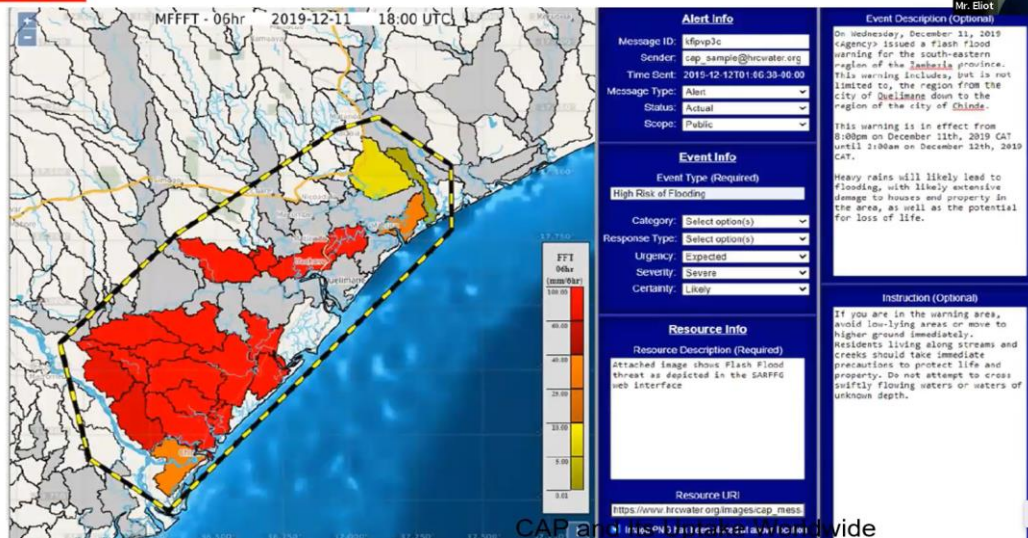 Mr. Eliot
MFFFT - 06hr 2019-12-11 18:00 UTC
+
−
FFT
06hr
(mm/6hr)
100.00
60.00
40.00
20.00
10.00
5.00
0.01
Alert Info
Message ID: kfipvp3c
Sender: cap_sample@hrcwater.org
Time Sent: 2019-12-12T01:06:38-00:00
Message Type: Alert
Status: Actual
Scope: Public
Event Info
Event Type (Required)
High Risk of Flooding
Category: Select option(s)
Response Type: Select option(s)
Urgency: Expected
Severity: Severe
Certainty: Likely
Resource Info
Resource Description (Required)
Attached image shows Flash Flood
threat as depicted in the SARFFG
web interface
Resource URI
https://www.hrcwater.org/images/cap_mess
Event Description (Optional)
On Wednesday, December 11, 2019
<Agency> issued a flash flood
warning for the south-eastern
region of the Zambezia province.
This warning includes, but is not
limited to, the region from the
city of Quelimane down to the
region of the city of Chinde.
This warning is in effect from
8:00pm on December 11th, 2019 CAT
until 2:00am on December 12th, 2019
CAT.
Heavy rains will likely lead to
flooding, with likely extensive
damage to houses and property in
the area, as well as the potential
for loss of life.
Instruction (Optional)
If you are in the warning area,
avoid low-lying areas or move to
higher ground immediately.
Residents living along streams and
creeks should take immediate
precautions to protect life and
property. Do not attempt to cross
swiftly flowing waters or waters of
unknown depth.
CAP and its Uptake Worldwide